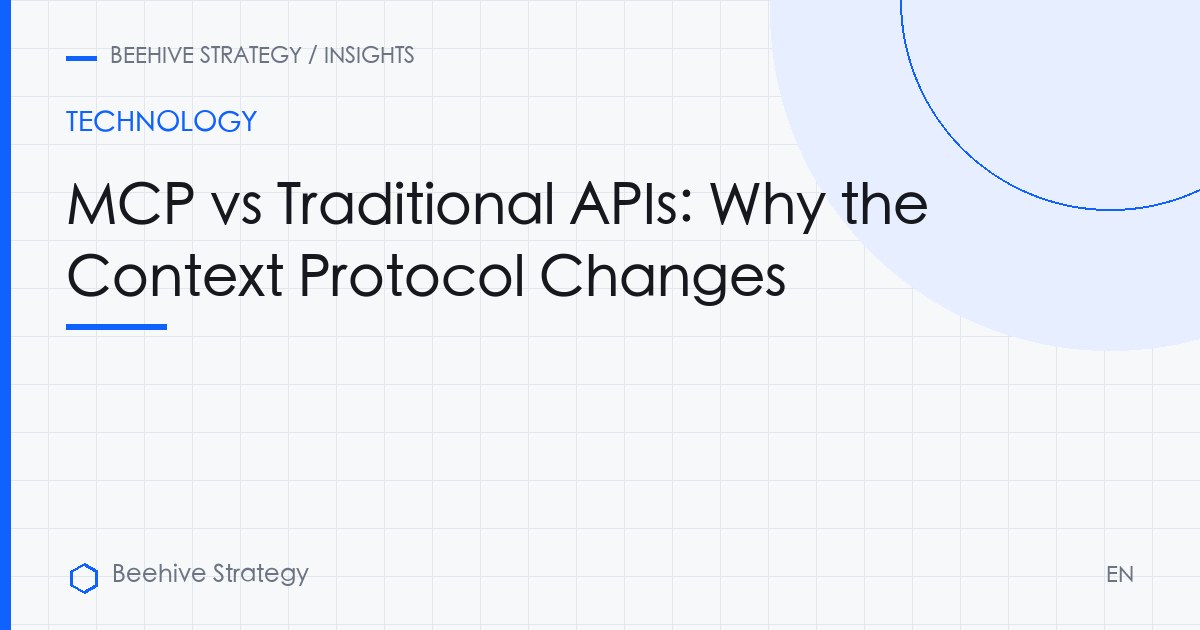 BEEHIVE STRATEGY / INSIGHTS
TECHNOLOGY
MCP vs Traditional APIs: Why the
Context Protocol Changes
Beehive Strategy
EN